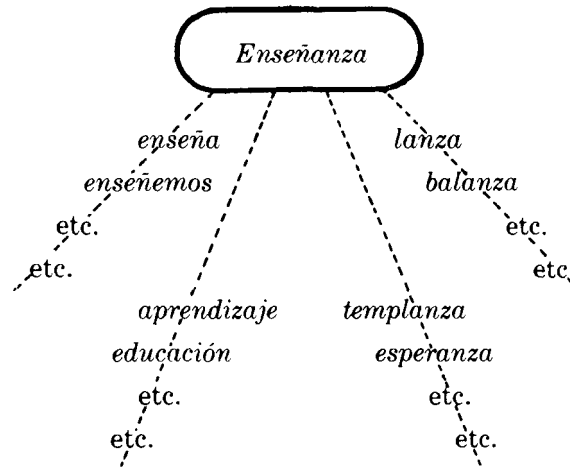 Enseñanza
enseña
lanza
enseñemos
balanza
etc.
etc.
etc.
etc
aprendizaje
templanza
educación
esperanza
etc.
etc.
etc.
etc.